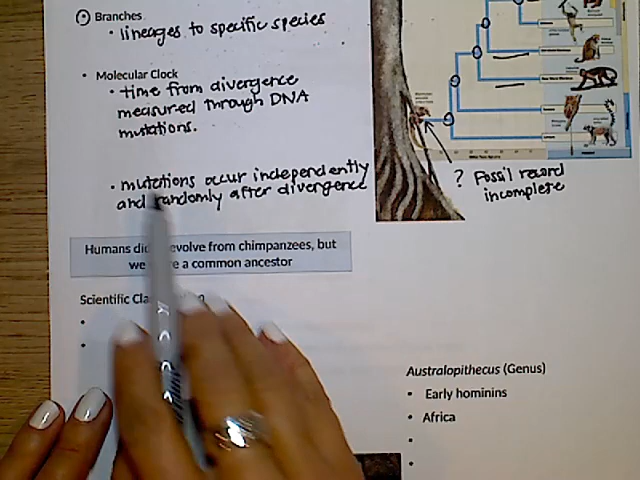 Branches
• lineages to specific species
• Molecular Clock
• time from divergence
measured through DNA
mutations.
• mutations occur independently
and randomly after divergence
? Fossil record
incomplete
Humans evolve from chimpanzees, but
we a common ancestor
Scientific
Australopithecus (Genus)
• Early hominins
• Africa